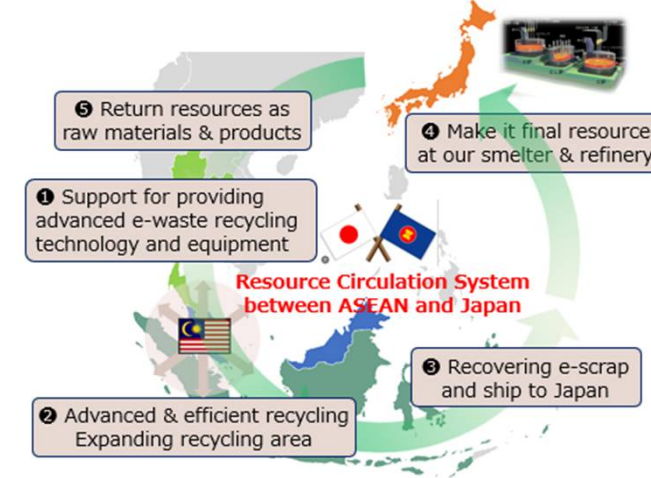 ❺ Return resources as
raw materials & products
❹ Make it final resource
at our smelter & refinery
❶ Support for providing
advanced e-waste recycling
technology and equipment
Resource Circulation System
between ASEAN and Japan
❸ Recovering e-scrap
and ship to Japan
❷ Advanced & efficient recycling
Expanding recycling area